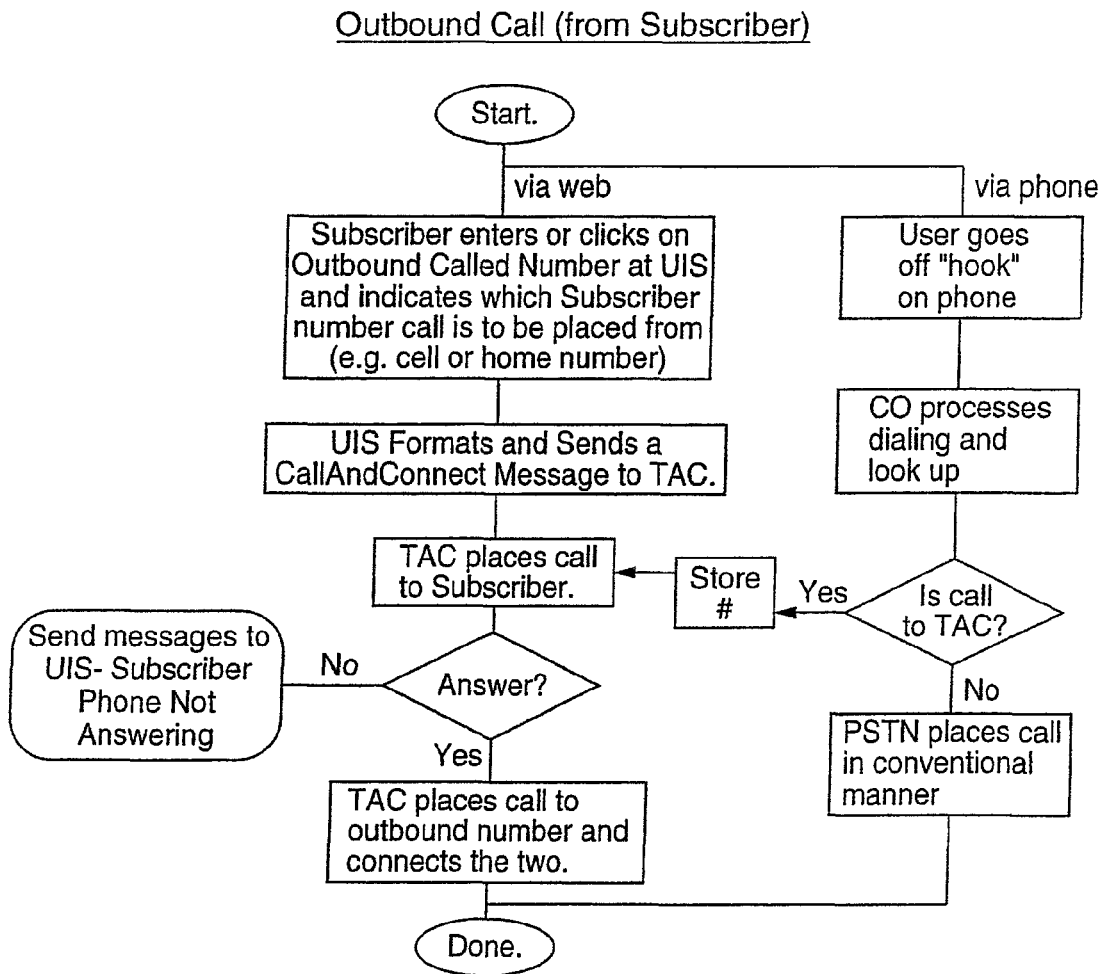 Outbound Call (from Subscriber)
Start.
via web
via phone
Subscriber enters or clicks on
Outbound Called Number at UIS
and indicates which Subscriber
number call is to be placed from
(e.g. cell or home number)
User goes
off "hook"
on phone
UIS Formats and Sends a
CallAndConnect Message to TAC.
CO processes
dialing and
look up
TAC places call
to Subscriber.
Store
#
Yes
Is call
to TAC?
Send messages to
UIS- Subscriber
Phone Not
Answering
No
Answer?
No
Yes
PSTN places call
in conventional
manner
TAC places call to
outbound number and
connects the two.
Done.